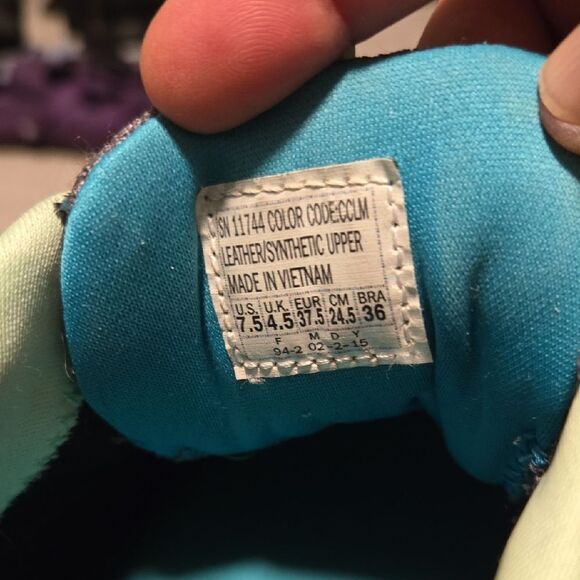 SN 11744 COLOR CODE:CCLM
LEATHER/SYNTHETIC UPPER
MADE IN VIETNAM
U.S. U.K. EUR CM BRA
7.5 4.5 37.5 24.5 36
F M D Y
94-2 02-2-15